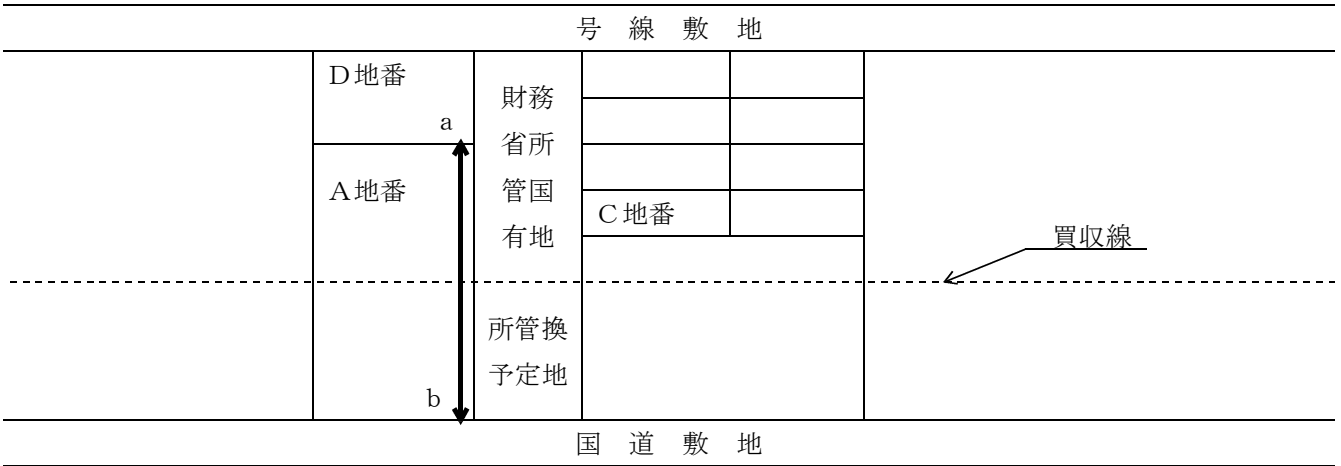 号線敷地
D地番
a
A地番
b
財務
省所
管国
有地
所管換
予定地
C地番
買収線
国道敷地